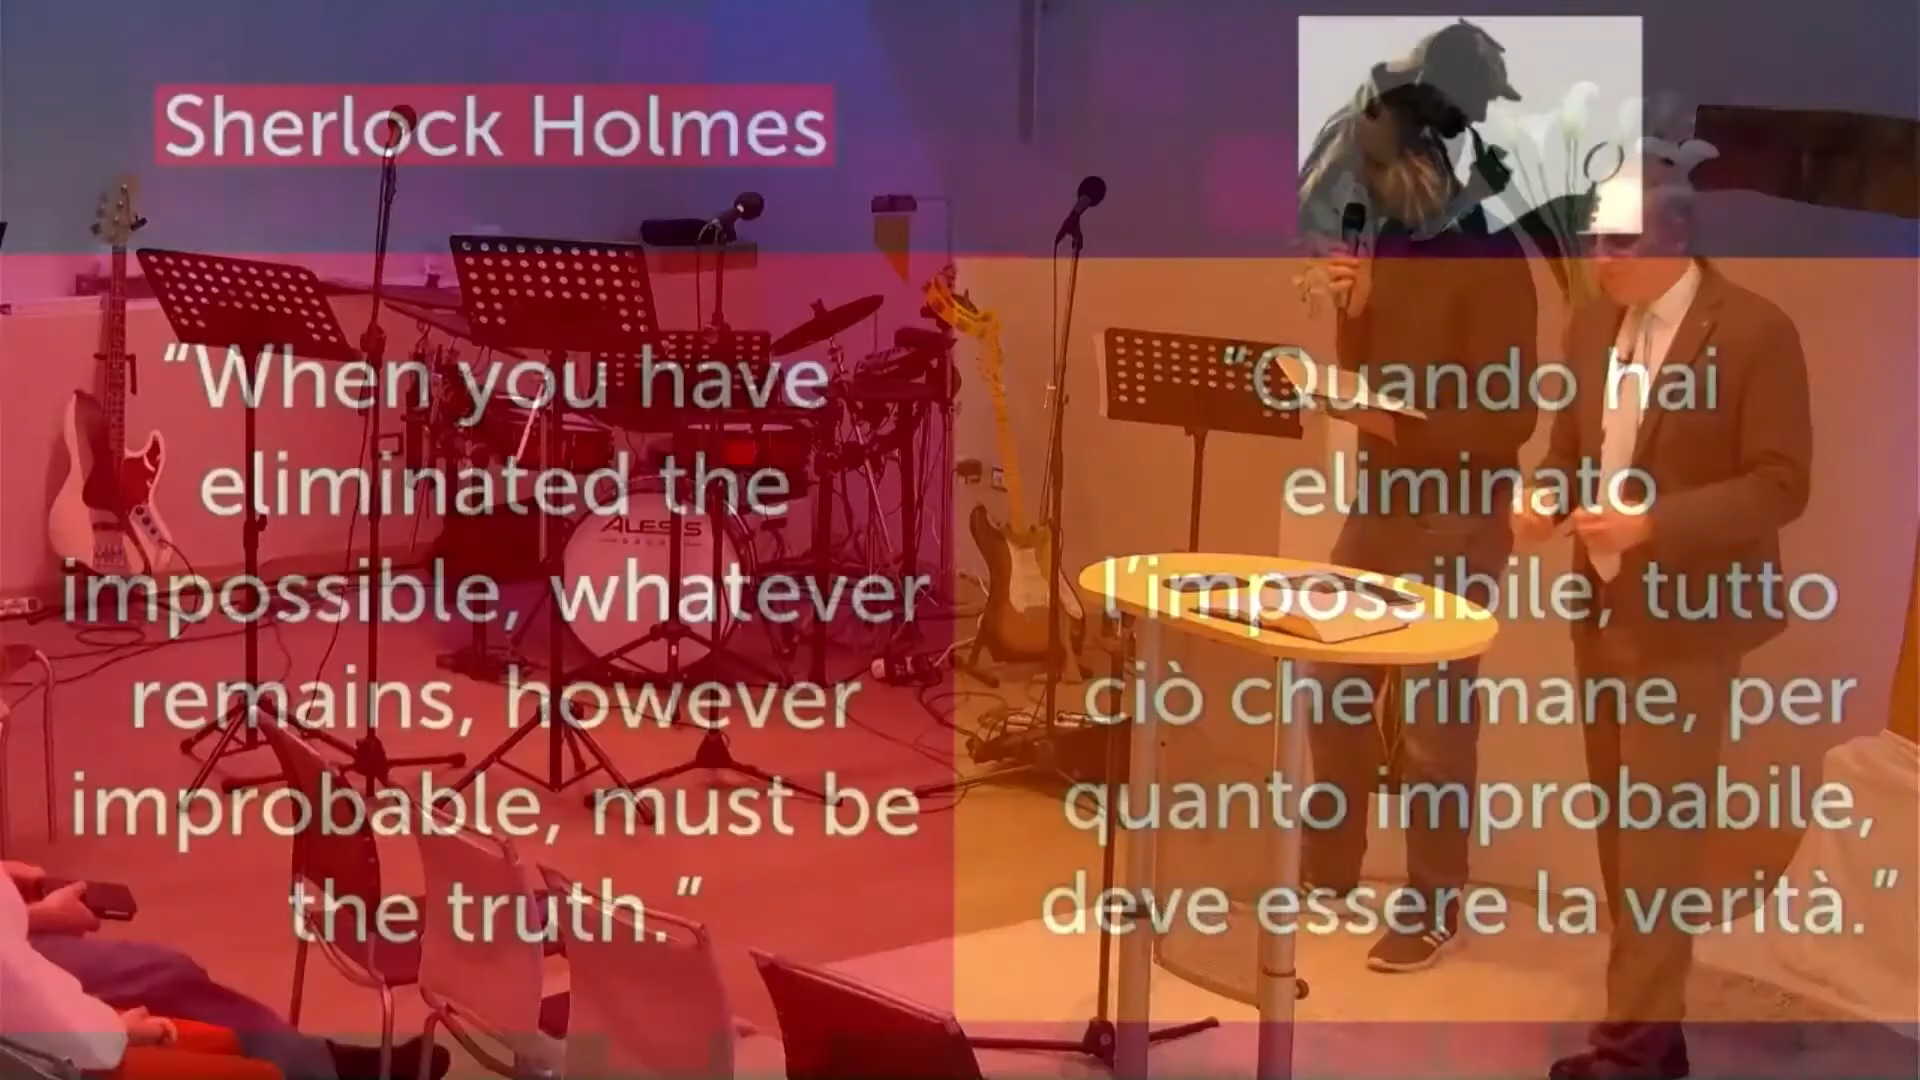 Sherlock Holmes
“When you have
eliminated the
impossible, whatever
remains, however
improbable, must be
the truth.”
“Quando hai
eliminato
l’impossibile, tutto
ciò che rimane, per
quanto improbabile,
deve essere la verità.”
ALESIS